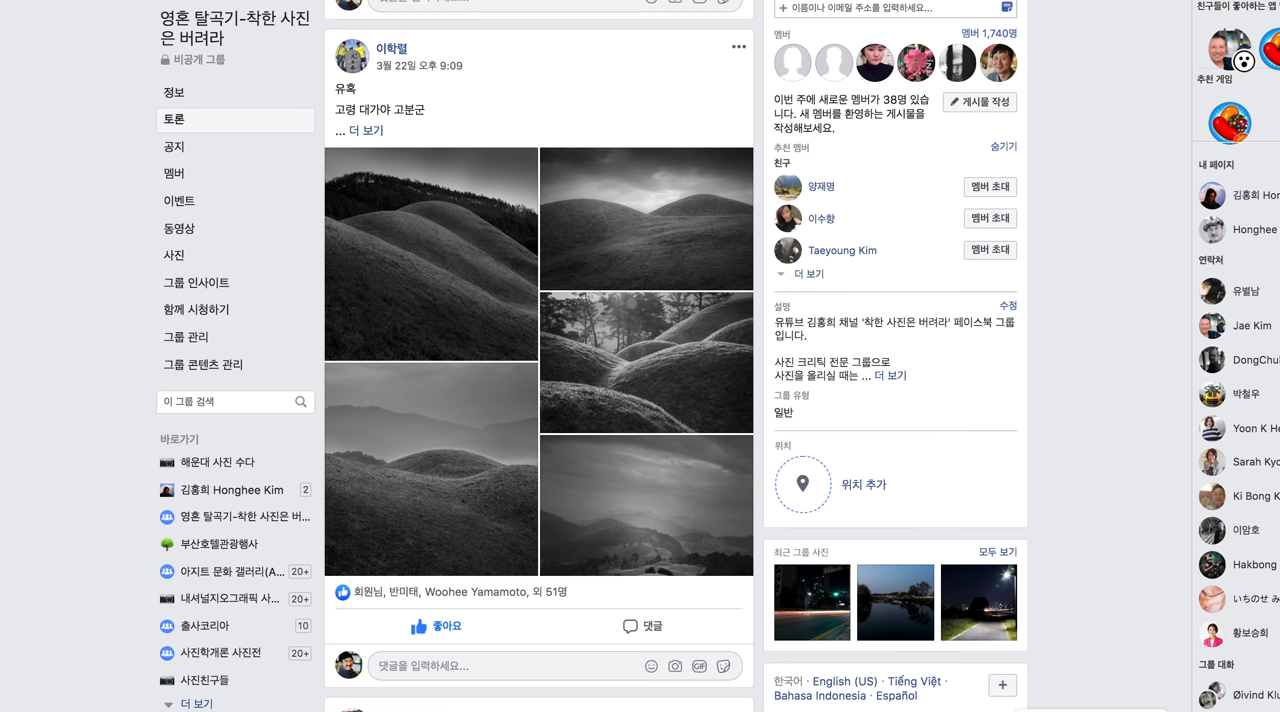 영혼 탈곡기-착한 사진
은 버려라
비공개 그룹
정보
토론
공지
멤버
이벤트
동영상
사진
그룹 인사이트
함께 시청하기
그룹 관리
그룹 콘텐츠 관리
이 그룹 검색
바로가기
해운대 사진 수다
김홍희 Honghee Kim 2
영혼 탈곡기-착한 사진은 버...
부산호텔관광행사
아지트 문화 갤러리(A... 20+
내셔널지오그래픽 사... 20+
출사코리아 10
사진학개론 사진전 20+
사진친구들
더 보기
이학렬
3월 22일 오후 9:09
유혹
고령 대가야 고분군
... 더 보기
회원님, 반미태, Woohee Yamamoto, 외 51명
좋아요 댓글
댓글을 입력하세요...
GIF
+ 이름이나 이메일 주소를 입력하세요...
멤버 멤버 1,740명
이번 주에 새로운 멤버가 38명 있습
니다. 새 멤버를 환영하는 게시물을
작성해보세요.
게시물 작성
추천 멤버 숨기기
친구
양재명 멤버 초대
이수향 멤버 초대
Taeyoung Kim 멤버 초대
더 보기
설명 수정
유튜브 김홍희 채널 '착한 사진은 버려라' 페이스북 그룹
입니다.
사진 크리틱 전문 그룹으로
사진을 올리실 때는 ... 더 보기
그룹 유형
일반
위치
위치 추가
최근 그룹 사진 모두 보기
한국어 · English (US) · Tiếng Việt ·
Bahasa Indonesia · Español
+
친구들이 좋아하는 앱
추천 게임
내 페이지
김홍희 Hon
Honghee
연락처
유별남
Jae Kim
DongChul
박철우
Yoon K He
Sarah Kyo
Ki Bong K
이암호
Hakbong
いちのせ み
황보승희
그룹 대화
Øivind Klu